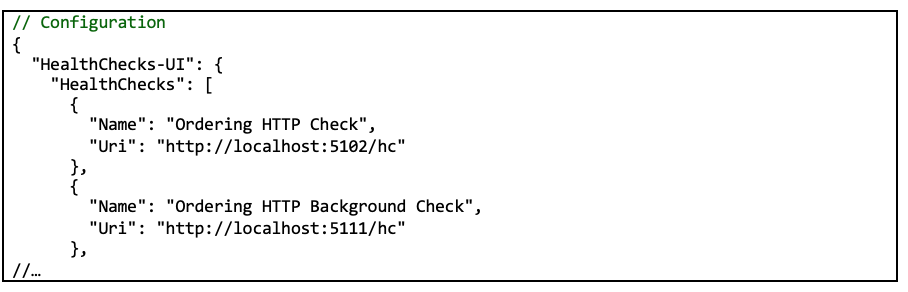 // Configuration
{
  "HealthChecks-UI": {
    "HealthChecks": [
      {
        "Name": "Ordering HTTP Check",
        "Uri": "http://localhost:5102/hc"
      },
      {
        "Name": "Ordering HTTP Background Check",
        "Uri": "http://localhost:5111/hc"
      },
//…